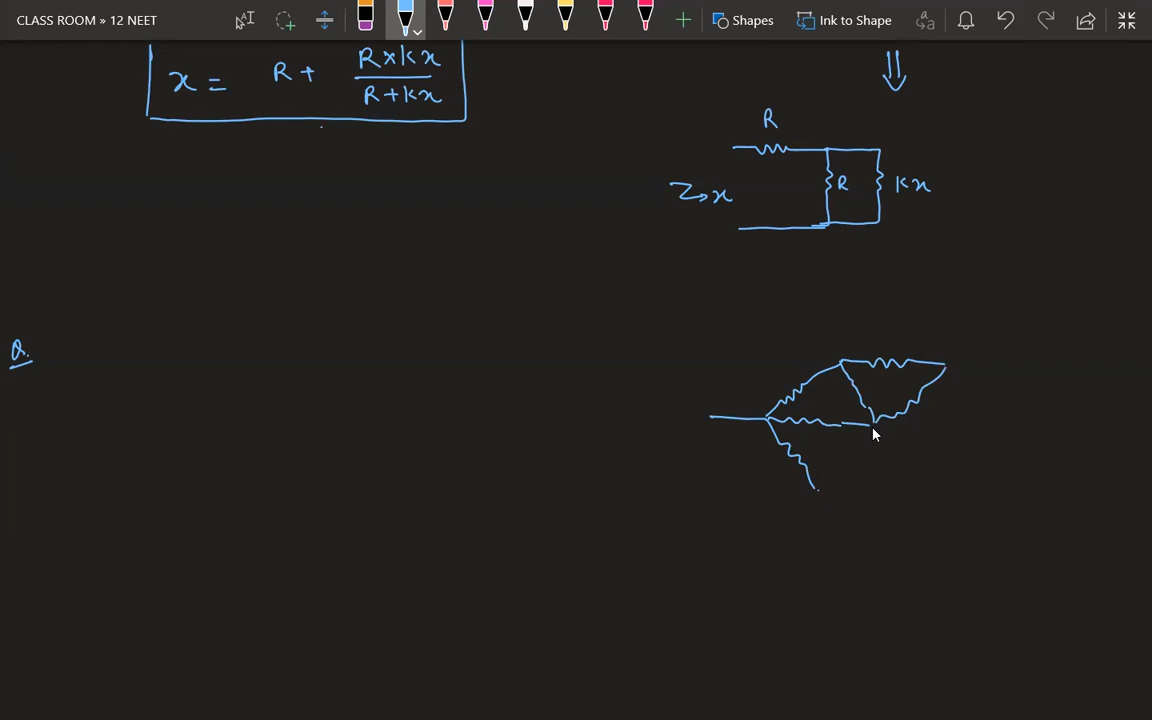 CLASS ROOM » 12 NEET
Shapes
Ink to Shape
x = R + R x kx / R + kx
R
R
kx
x
Q.